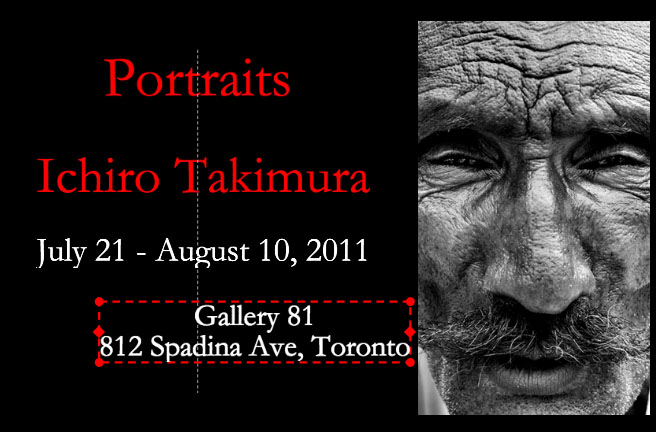 Portraits
Ichiro Takimura
July 21 - August 10, 2011
Gallery 81
812 Spadina Ave, Toronto